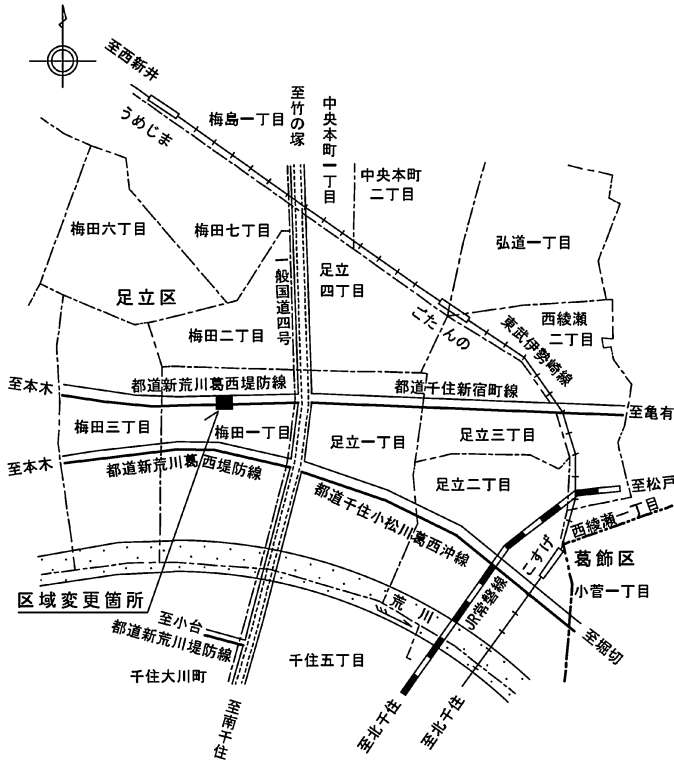 至西新井
うめじま
梅島一丁目
至竹の塚
中央本町一丁目
中央本町
二丁目
梅田六丁目
梅田七丁目
弘道一丁目
足立区
一般国道四号
足立
四丁目
ごたんの
東武伊勢崎線
西綾瀬
二丁目
梅田二丁目
至本木
都道新荒川葛西堤防線
都道千住新宿町線
至亀有
梅田三丁目
梅田一丁目
足立一丁目
足立三丁目
至本木
都道新荒川葛西堤防線
足立二丁目
至松戸
都道千住小松川葛西沖線
西綾瀬一丁目
こすげ
葛飾区
小菅一丁目
区域変更箇所
荒川
JR常磐線
至小台
都道新荒川堤防線
至堀切
千住大川町
千住五丁目
至南千住
至北千住
至北千住